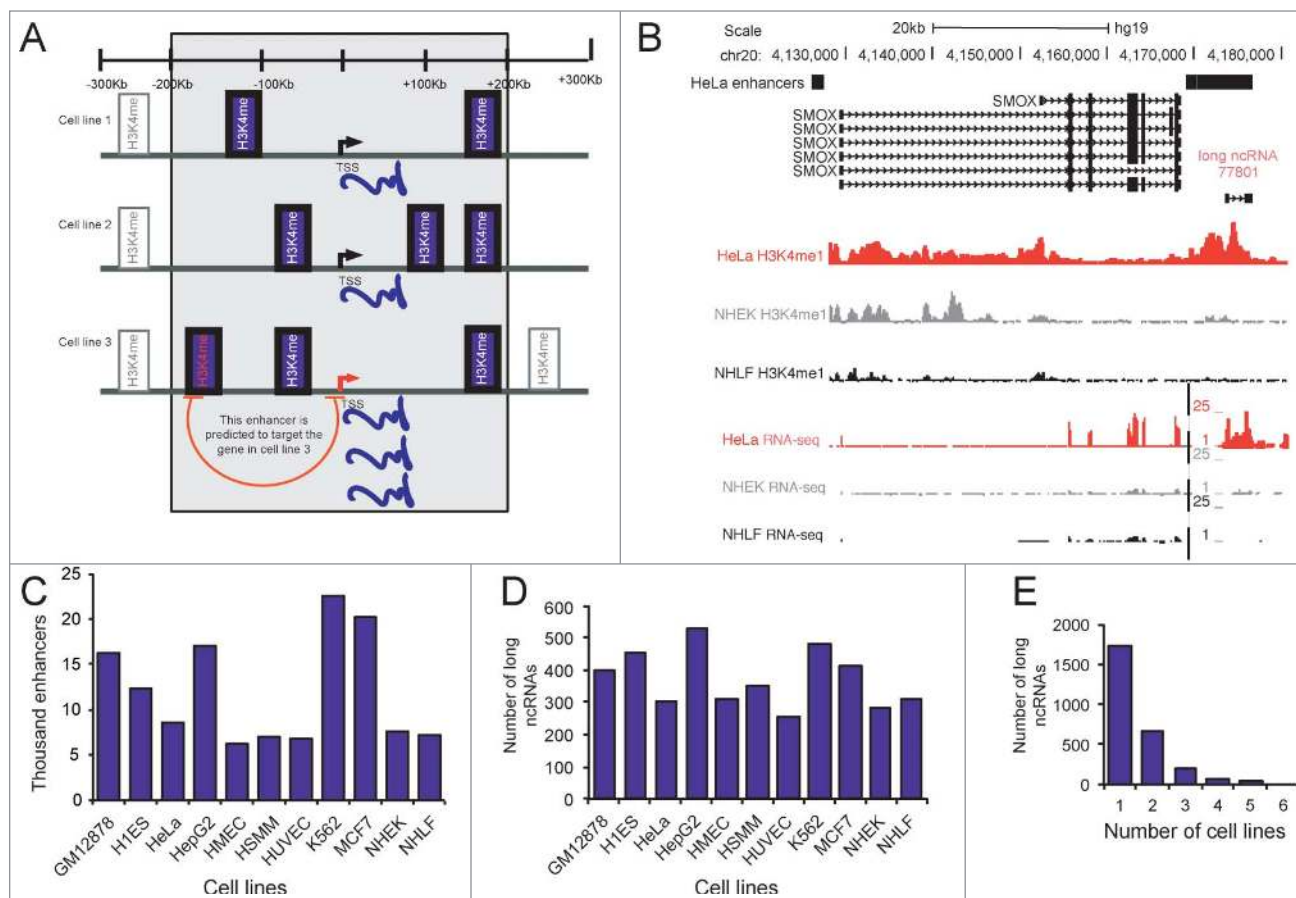 A
-300Kb -200Kb -100Kb +100Kb +200Kb +300Kb
Cell line 1
H3K4me H3K4me H3K4me
TSS
Cell line 2
H3K4me H3K4me H3K4me H3K4me
TSS
Cell line 3
H3K4me H3K4me H3K4me H3K4me H3K4me
TSS
This enhancer is
predicted to target the
gene in cell line 3
B
Scale 20kb hg19
chr20: 4,130,000 4,140,000 4,150,000 4,160,000 4,170,000 4,180,000
HeLa enhancers
SMOX
SMOX
SMOX
SMOX
SMOX
SMOX
long ncRNA
77801
HeLa H3K4me1
NHEK H3K4me1
NHLF H3K4me1
25
HeLa RNA-seq 1
25
NHEK RNA-seq 1
25
NHLF RNA-seq 1
C
Thousand enhancers
25
20
15
10
5
0
GM12878 H1ES HeLa HepG2 HMEC HSMM HUVEC K562 MCF7 NHEK NHLF
Cell lines
D
Number of long
ncRNAs
600
500
400
300
200
100
0
GM12878 H1ES HeLa HepG2 HMEC HSMM HUVEC K562 MCF7 NHEK NHLF
Cell lines
E
Number of long
ncRNAs
2000
1500
1000
500
0
1 2 3 4 5 6
Number of cell lines